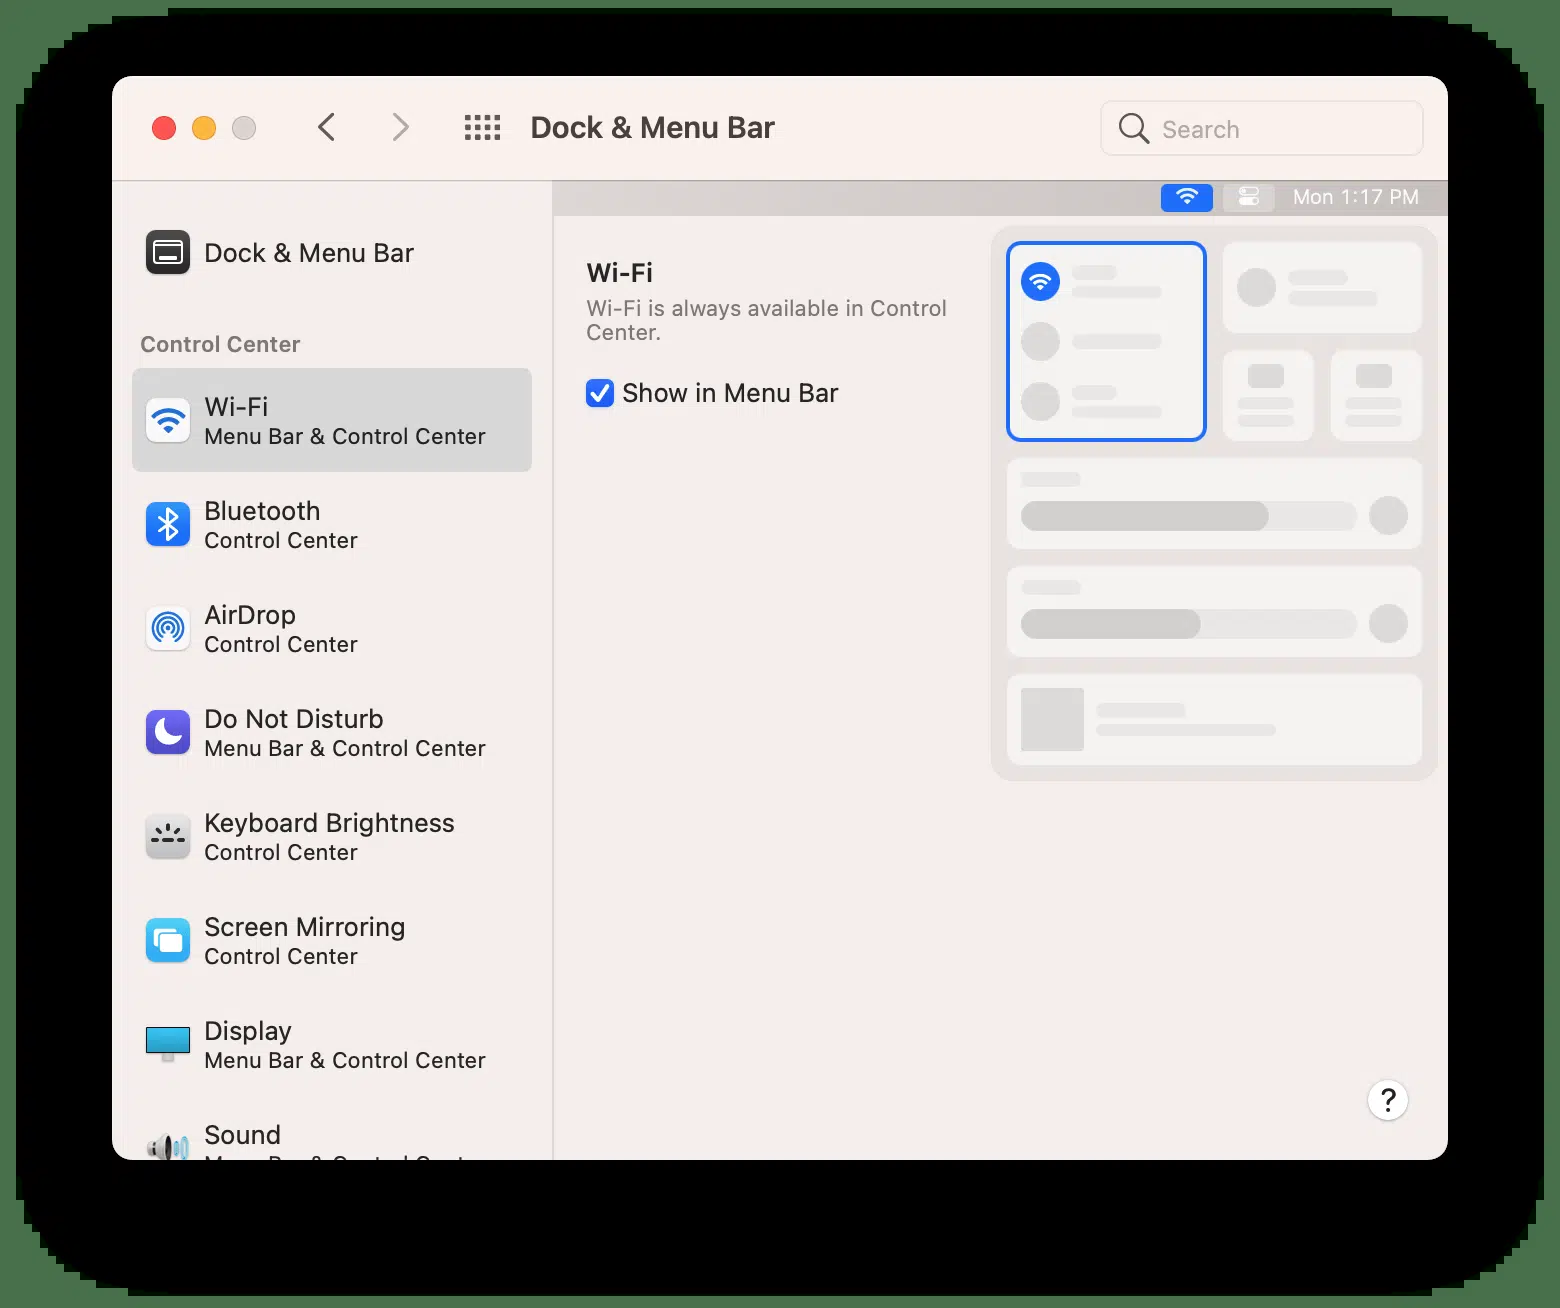 Dock & Menu Bar
Search
Mon 1:17 PM
Dock & Menu Bar
Control Center
Wi-Fi
Menu Bar & Control Center
Bluetooth
Control Center
AirDrop
Control Center
Do Not Disturb
Menu Bar & Control Center
Keyboard Brightness
Control Center
Screen Mirroring
Control Center
Display
Menu Bar & Control Center
Sound
Wi-Fi
Wi-Fi is always available in Control
Center.
Show in Menu Bar
?